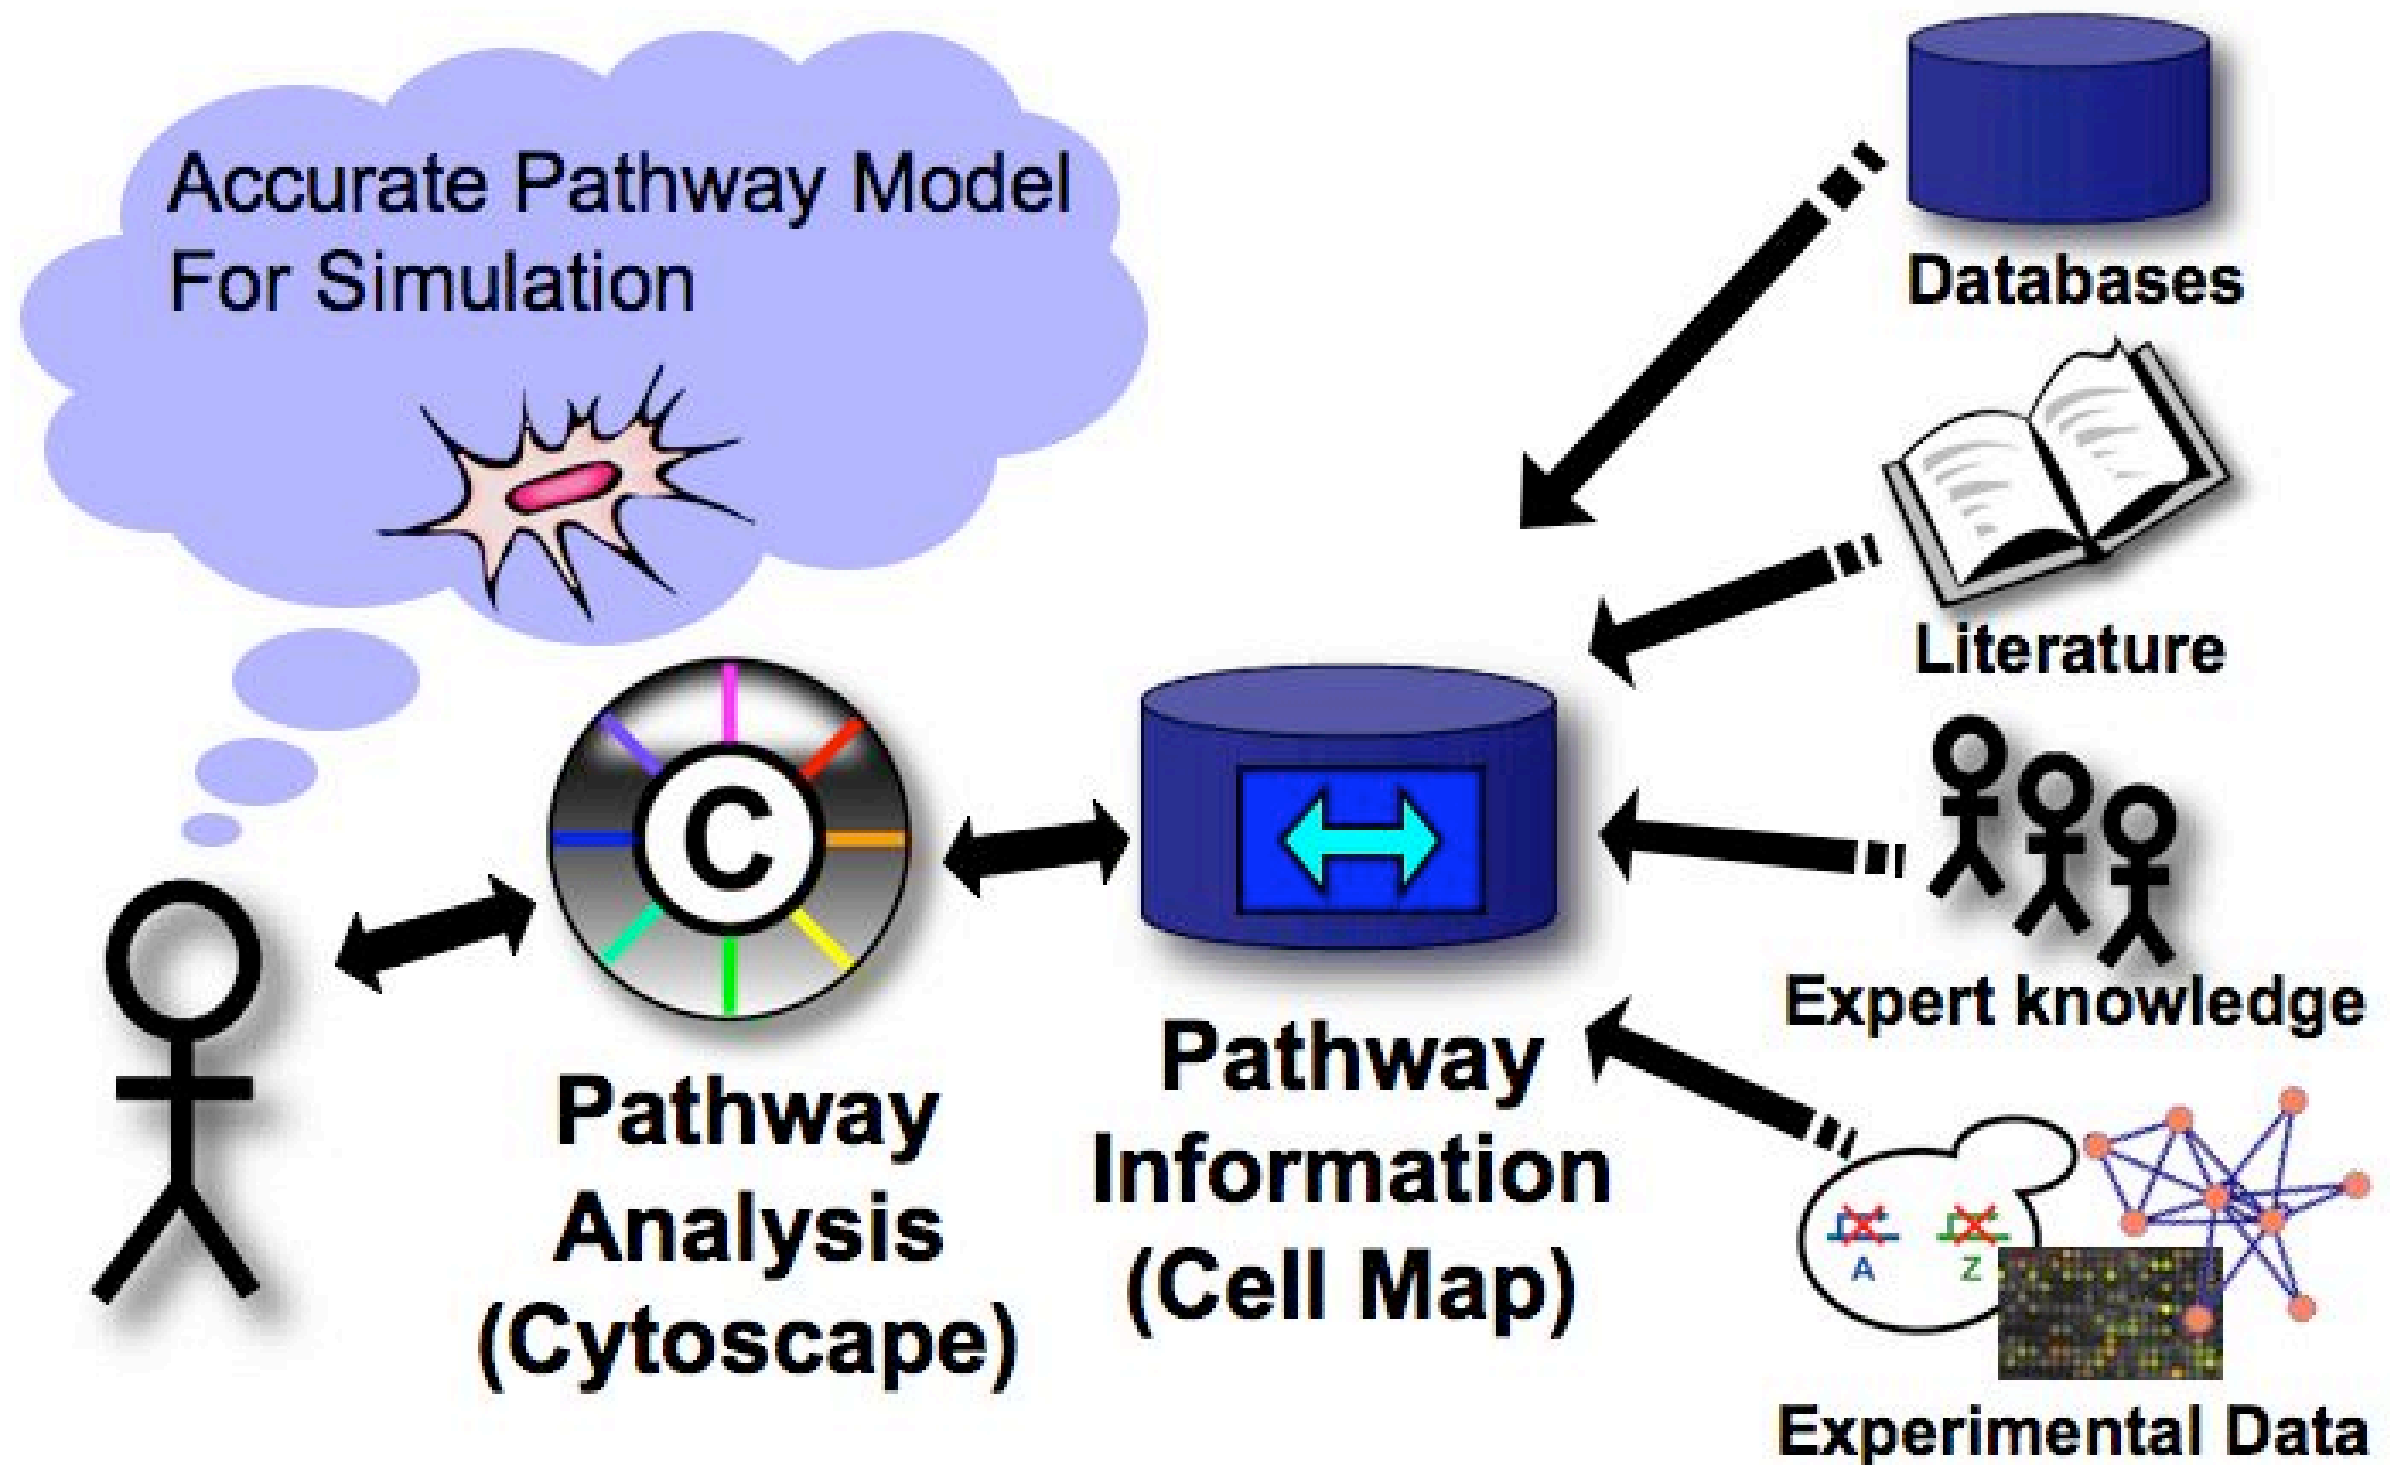 Accurate Pathway Model
For Simulation
Databases
Literature
C
Expert knowledge
Pathway
Analysis
(Cytoscape)
Pathway
Information
(Cell Map)
A
Z
Experimental Data